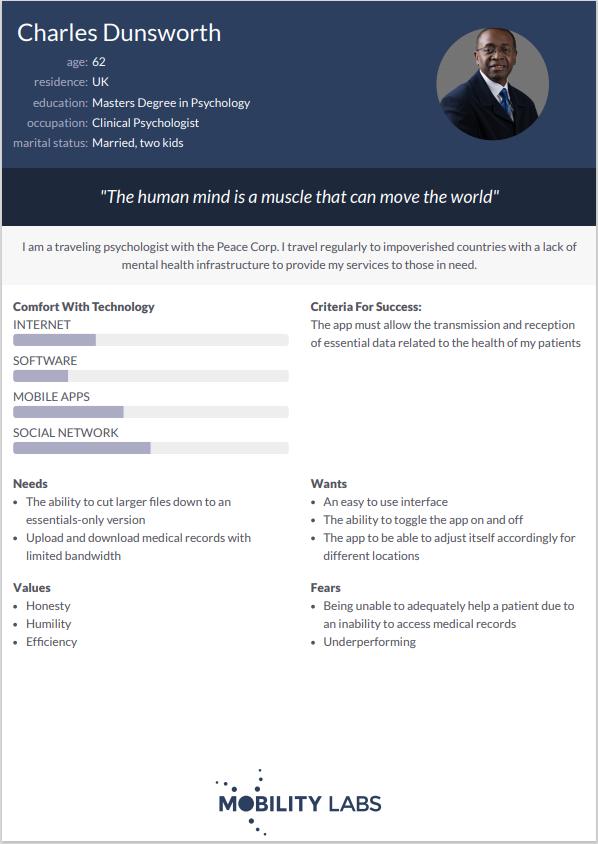 Charles Dunsworth
age: 62
residence: UK
education: Masters Degree in Psychology
occupation: Clinical Psychologist
marital status: Married, two kids
"The human mind is a muscle that can move the world"
I am a traveling psychologist with the Peace Corp. I travel regularly to impoverished countries with a lack of
mental health infrastructure to provide my services to those in need.
Comfort With Technology
INTERNET
SOFTWARE
MOBILE APPS
SOCIAL NETWORK
Criteria For Success:
The app must allow the transmission and reception
of essential data related to the health of my patients
Needs
• The ability to cut larger files down to an
essentials-only version
• Upload and download medical records with
limited bandwidth
Wants
• An easy to use interface
• The ability to toggle the app on and off
• The app to be able to adjust itself accordingly for
different locations
Values
• Honesty
• Humility
• Efficiency
Fears
• Being unable to adequately help a patient due to
an inability to access medical records
• Underperforming
MOBILITY LABS